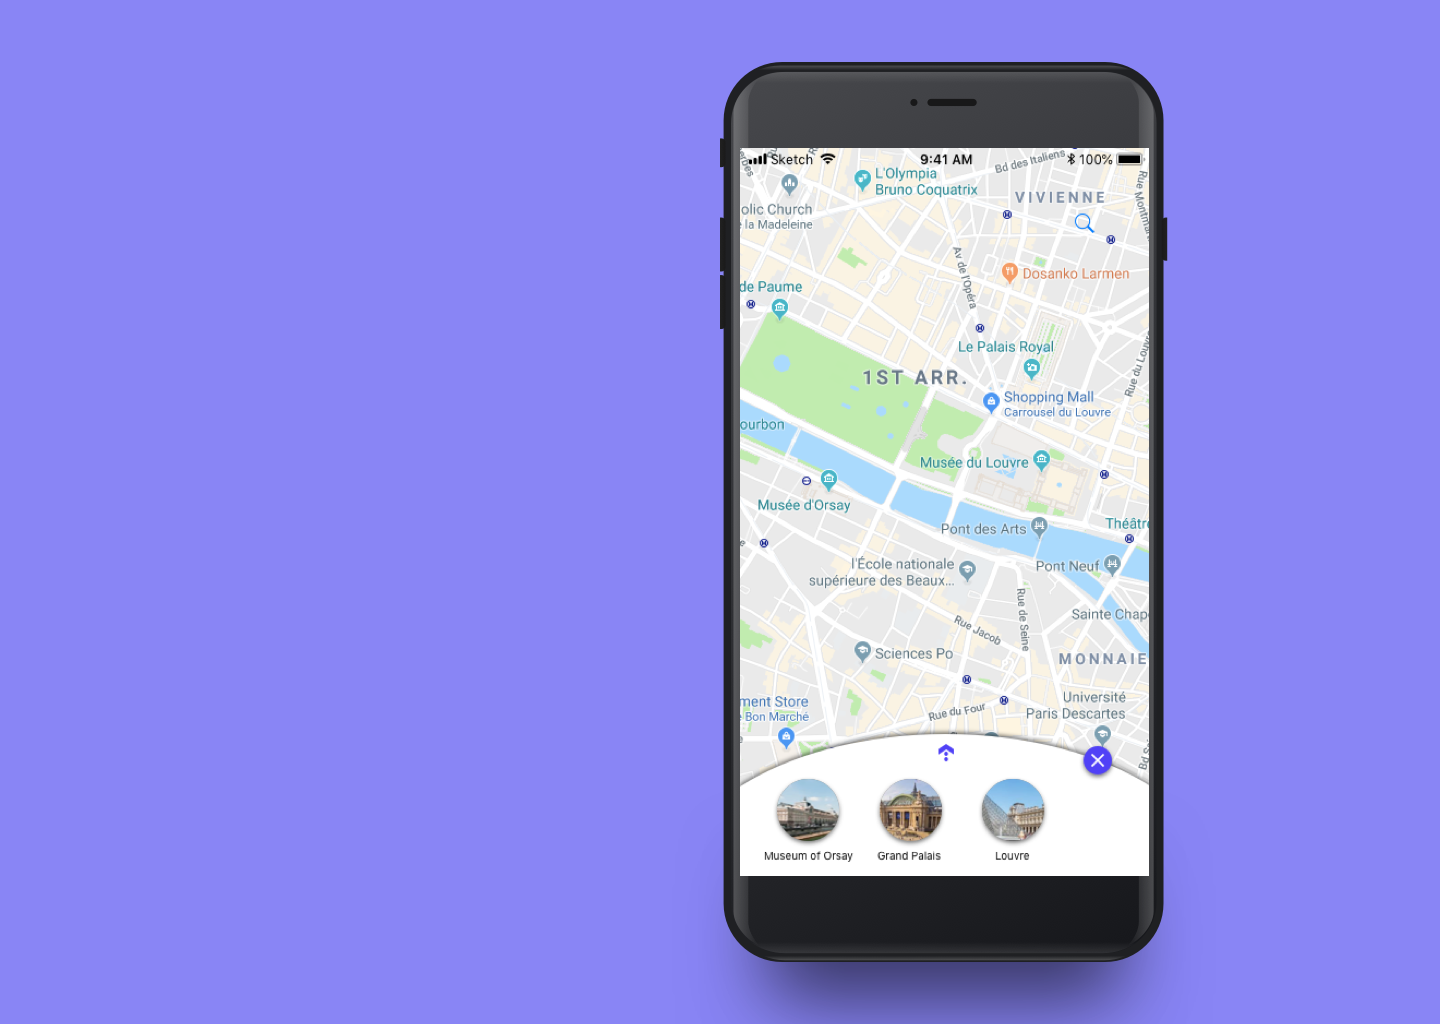 Sketch
9:41 AM
100%
Bd des Italiens
L'Olympia
Bruno Coquatrix
VIVIENNE
Rue Montmar
olic Church
e la Madeleine
Av de l'Opéra
Dosanko Larmen
de Paume
Le Palais Royal
Rue du Louvre
1ST ARR.
Shopping Mall
Carrousel du Louvre
ourbon
Musée du Louvre
Musée d'Orsay
Pont des Arts
Théâtre
l'École nationale
supérieure des Beaux...
Pont Neuf
Rue de Seine
Sainte Chap
Rue Jacob
Sciences Po
MONNAIE
ment Store
e Bon Marché
Rue du Four
Université
Paris Descartes
Bd S
Museum of Orsay
Grand Palais
Louvre